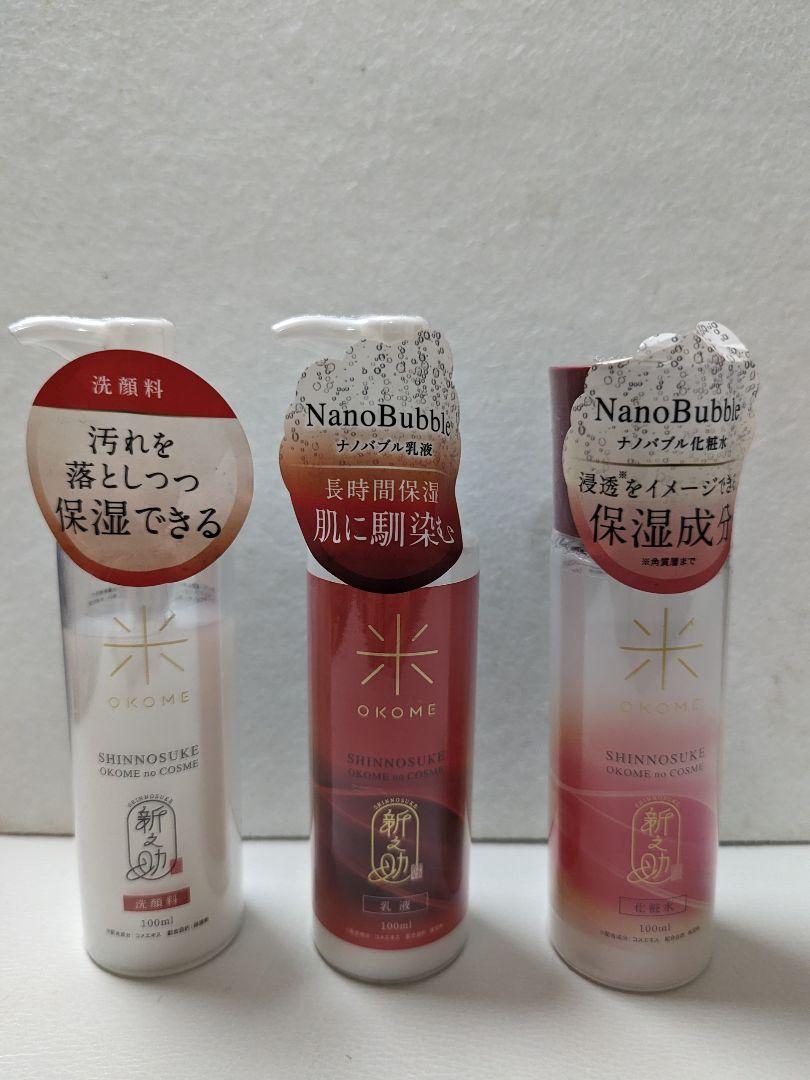 洗顔料
汚れを
落としつつ
保湿できる
米
OKOME
SHINNOSUKE
OKOME no COSME
SHINNOSUKE
新之助
洗顔料
100ml
NanoBubble
ナノバブル乳液
長時間保湿
肌に馴染む
米
OKOME
SHINNOSUKE
OKOME no COSME
SHINNOSUKE
新之助
乳液
100ml
NanoBubble
ナノバブル化粧水
浸透※をイメージでき
保湿成分
※角質層まで
米
OKOME
SHINNOSUKE
OKOME no COSME
SHINNOSUKE
新之助
化粧水
100ml